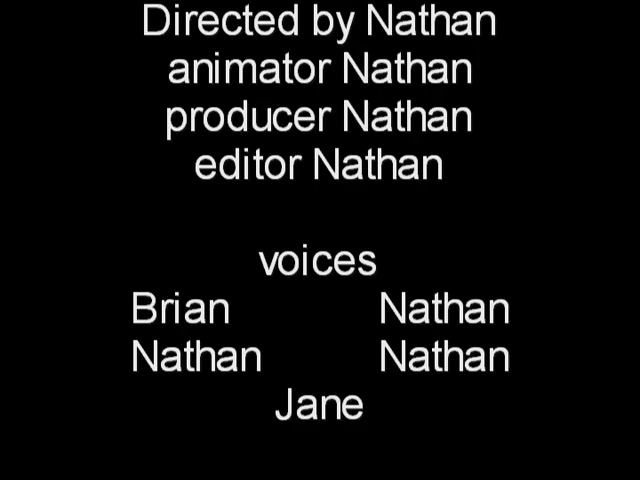 Directed by Nathan
animator Nathan
producer Nathan
editor Nathan
voices
Brian Nathan
Nathan Nathan
Jane